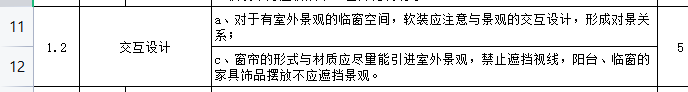 11
a、对于有室外景观的临窗空间，软装应注意与景观的交互设计，形成对景关
系；
1.2
交互设计
5
12
c、窗帘的形式与材质应尽量能引进室外景观，禁止遮挡视线，阳台、临窗的
家具饰品摆放不应遮挡景观。